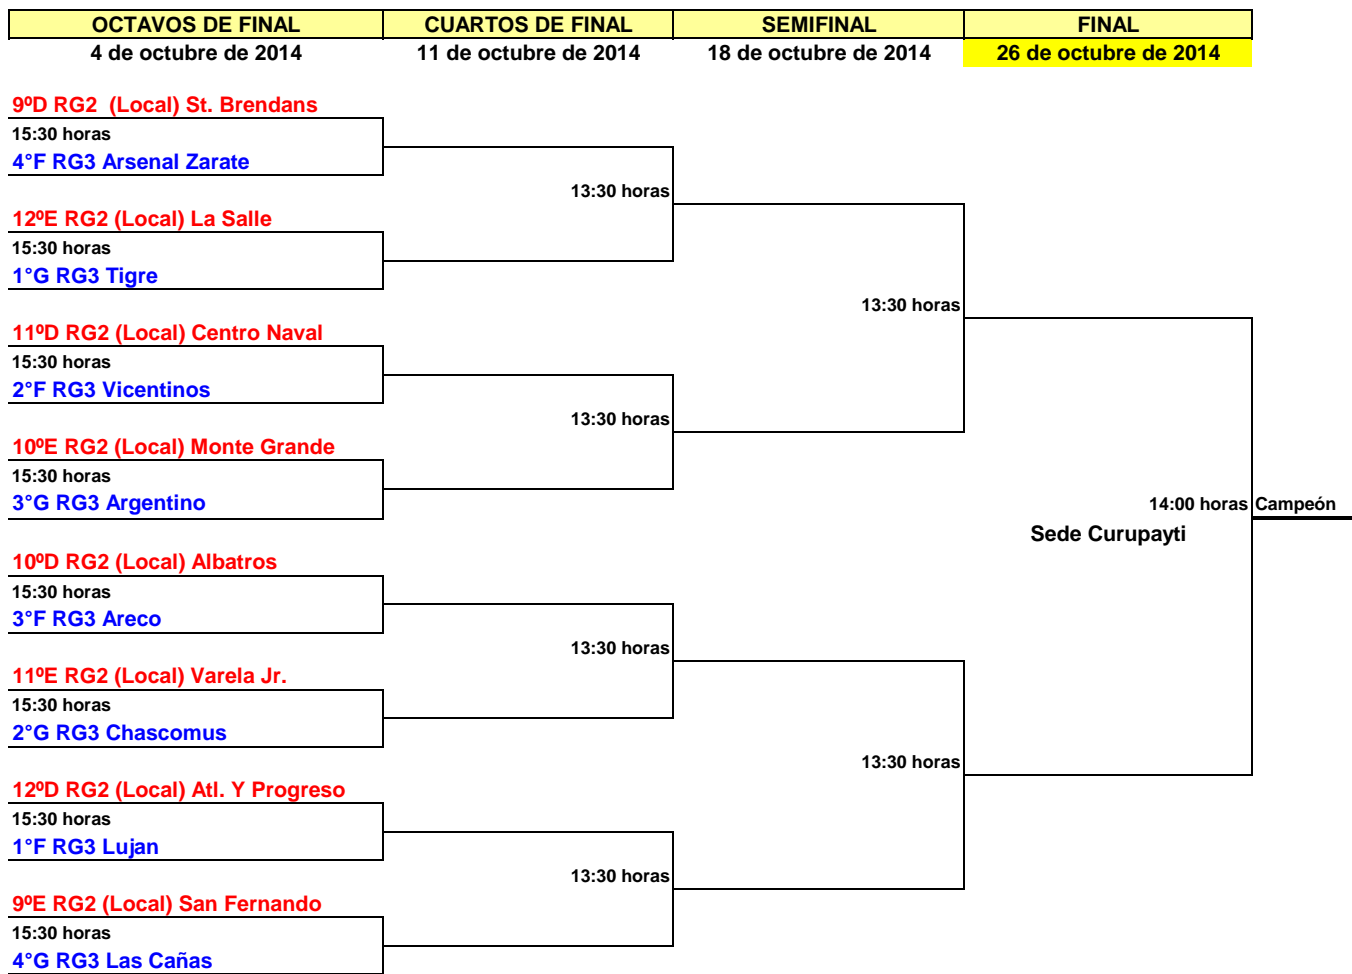 OCTAVOS DE FINAL CUARTOS DE FINAL SEMIFINAL FINAL
4 de octubre de 2014 11 de octubre de 2014 18 de octubre de 2014 26 de octubre de 2014
9ºD RG2 (Local) St. Brendans
15:30 horas
4°F RG3 Arsenal Zarate
13:30 horas
12ºE RG2 (Local) La Salle
15:30 horas
1°G RG3 Tigre
13:30 horas
11ºD RG2 (Local) Centro Naval
15:30 horas
2°F RG3 Vicentinos
13:30 horas
10ºE RG2 (Local) Monte Grande
15:30 horas
3°G RG3 Argentino
14:00 horas Campeón
Sede Curupayti
10ºD RG2 (Local) Albatros
15:30 horas
3°F RG3 Areco
13:30 horas
11ºE RG2 (Local) Varela Jr.
15:30 horas
2°G RG3 Chascomus
13:30 horas
12ºD RG2 (Local) Atl. Y Progreso
15:30 horas
1°F RG3 Lujan
13:30 horas
9ºE RG2 (Local) San Fernando
15:30 horas
4°G RG3 Las Cañas